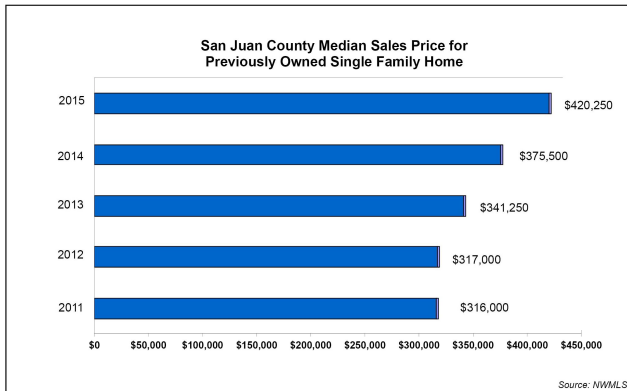 San Juan County Median Sales Price for
Previously Owned Single Family Home
2015 $420,250
2014 $375,500
2013 $341,250
2012 $317,000
2011 $316,000
$0 $50,000 $100,000 $150,000 $200,000 $250,000 $300,000 $350,000 $400,000 $450,000
Source: NWMLS